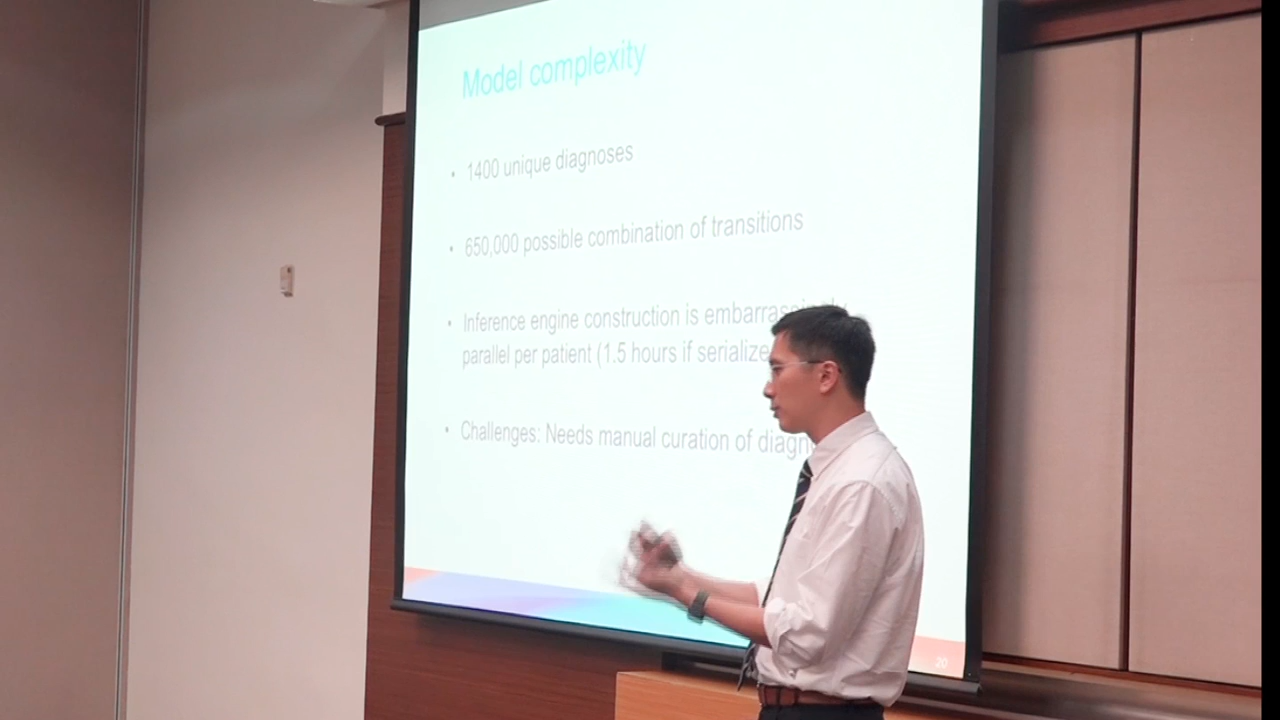 Model complexity
• 1400 unique diagnoses
• 650,000 possible combination of transitions
• Inference engine construction is embarrassingly
parallel per patient (1.5 hours if serialize
• Challenges: Needs manual curation of
20